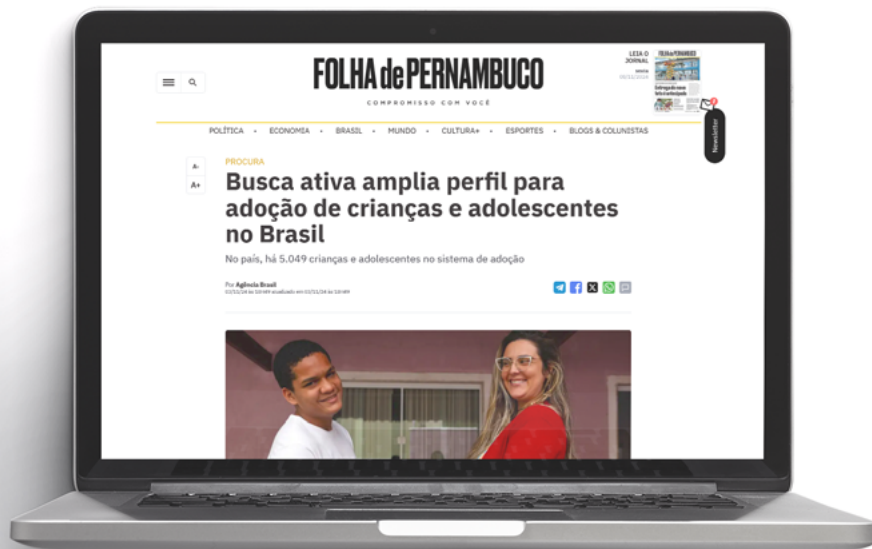 FOLHA de PERNAMBUCO
COMPROMISSO COM VOCÊ
LEIA O
JORNAL
POLÍTICA • ECONOMIA • BRASIL • MUNDO • CULTURA+ • ESPORTES • BLOGS & COLUNISTAS
Newsletter
A-
A+
PROCURA
Busca ativa amplia perfil para
adoção de crianças e adolescentes
no Brasil
No país, há 5.049 crianças e adolescentes no sistema de adoção
Por Agência Brasil